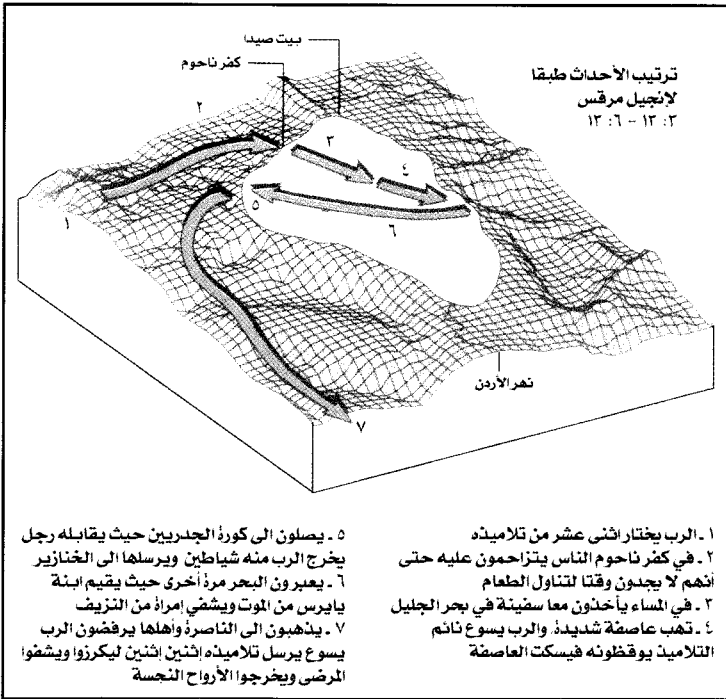 بيت صيدا
كفر ناحوم
ترتيب الأحداث طبقا
لإنجيل مرقس
٣: ١٣ - ٦: ١٣
٢
٣
٤
١
٥
٦
نهر الأردن
٧
١ ـ الرب يختار اثنى عشر من تلاميذه
٢ ـ في كفر ناحوم الناس يتزاحمون عليه حتى
أنهم لا يجدون وقتا لتناول الطعام
٣ ـ في المساء يأخذون معا سفينة في بحر الجليل
٤ ـ تهب عاصفة شديدة، والرب يسوع نائم
التلاميذ يوقظونه فيسكت العاصفة
٥ ـ يصلون الى كورة الجدريين حيث يقابله رجل
يخرج الرب منه شياطين ويرسلها الى الخنازير
٦ ـ يعبرون البحر مرة أخرى حيث يقيم ابنة
يايرس من الموت ويشفي إمراة من النزيف
٧ ـ يذهبون الى الناصرة وأهلها يرفضون الرب
يسوع يرسل تلاميذه إثنين إثنين ليكرزوا ويشفوا
المرضى ويخرجوا الأرواح النجسة